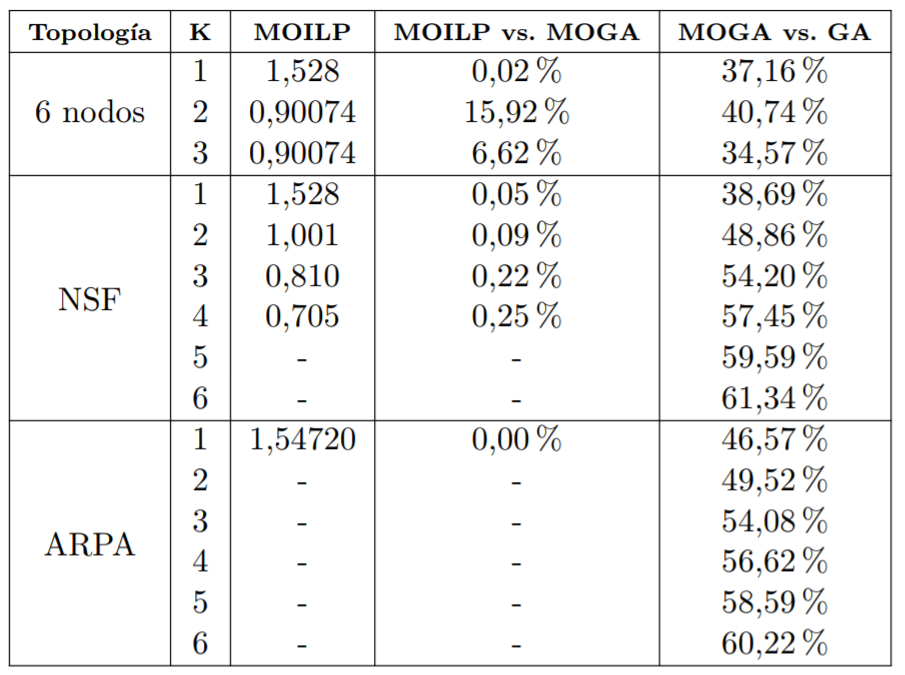 Topología K MOILP MOILP vs. MOGA MOGA vs. GA
6 nodos
1 1,528 0,02 % 37,16 %
2 0,90074 15,92 % 40,74 %
3 0,90074 6,62 % 34,57 %
NSF
1 1,528 0,05 % 38,69 %
2 1,001 0,09 % 48,86 %
3 0,810 0,22 % 54,20 %
4 0,705 0,25 % 57,45 %
5 - - 59,59 %
6 - - 61,34 %
ARPA
1 1,54720 0,00 % 46,57 %
2 - - 49,52 %
3 - - 54,08 %
4 - - 56,62 %
5 - - 58,59 %
6 - - 60,22 %